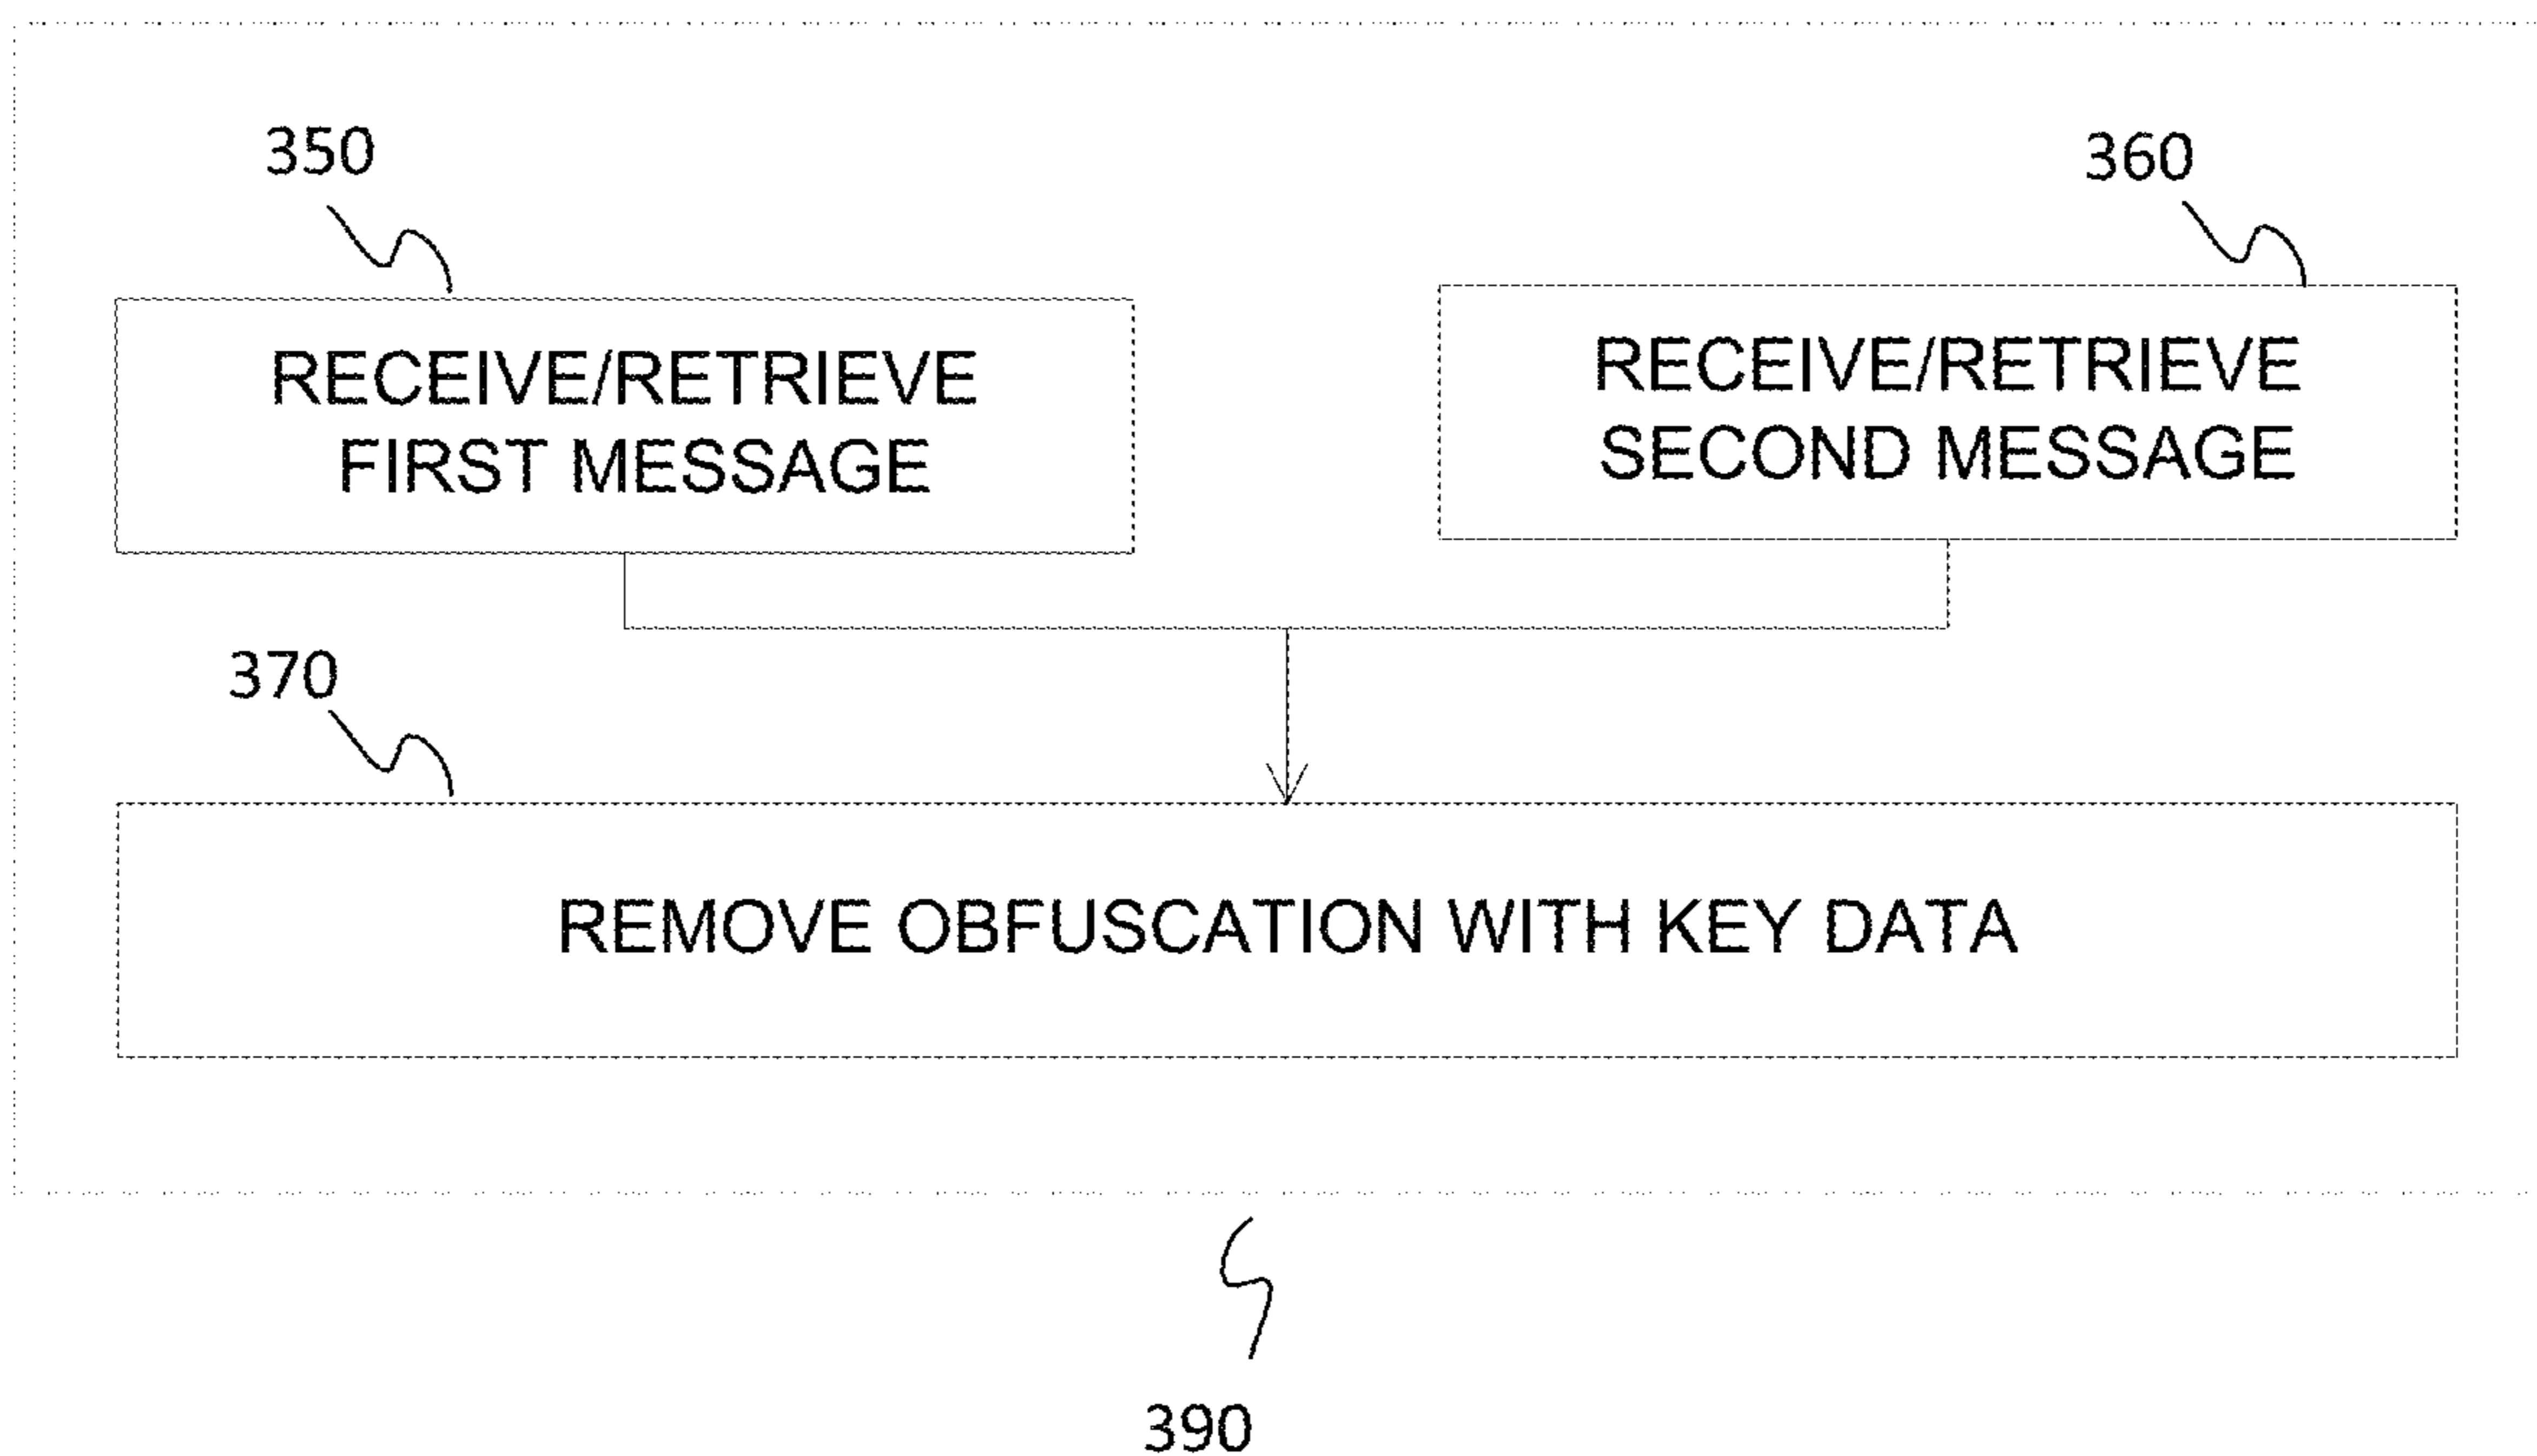 350
360
RECEIVE/RETRIEVE
FIRST MESSAGE
RECEIVE/RETRIEVE
SECOND MESSAGE
370
REMOVE OBFUSCATION WITH KEY DATA
390